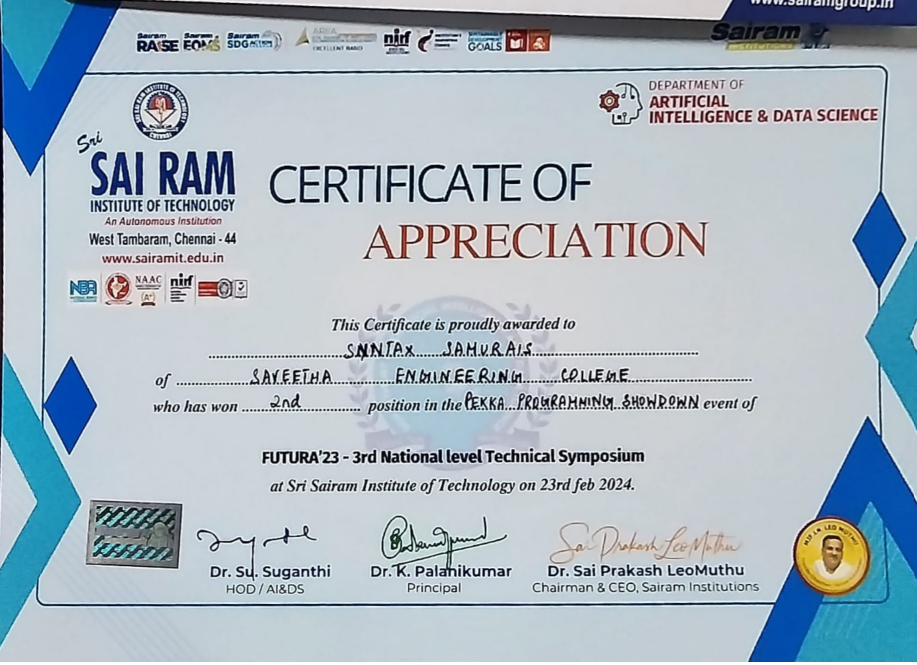 www.sairamgroup.in
Sairam RAISE Sairam EOMS Sairam SDG ACTION nirf SUSTAINABLE DEVELOPMENT GOALS
Sairam INSTITUTIONS
DEPARTMENT OF
ARTIFICIAL
INTELLIGENCE & DATA SCIENCE
Sri
SAI RAM
INSTITUTE OF TECHNOLOGY
An Autonomous Institution
West Tambaram, Chennai - 44
www.sairamit.edu.in
NBA NAAC A+ nirf
CERTIFICATE OF
APPRECIATION
This Certificate is proudly awarded to
SYNTAX SAMURAIS
of SAVEETHA ENGINEERING COLLEGE
who has won 2nd position in the PEKKA PROGRAMMING SHOWDOWN event of
FUTURA'23 - 3rd National level Technical Symposium
at Sri Sairam Institute of Technology on 23rd feb 2024.
Sai Prakash LeoMuthu
Dr. Su. Suganthi
HOD / AI&DS
Dr. K. Palanikumar
Principal
Dr. Sai Prakash LeoMuthu
Chairman & CEO, Sairam Institutions
MJF. LN. LEO MUTHU